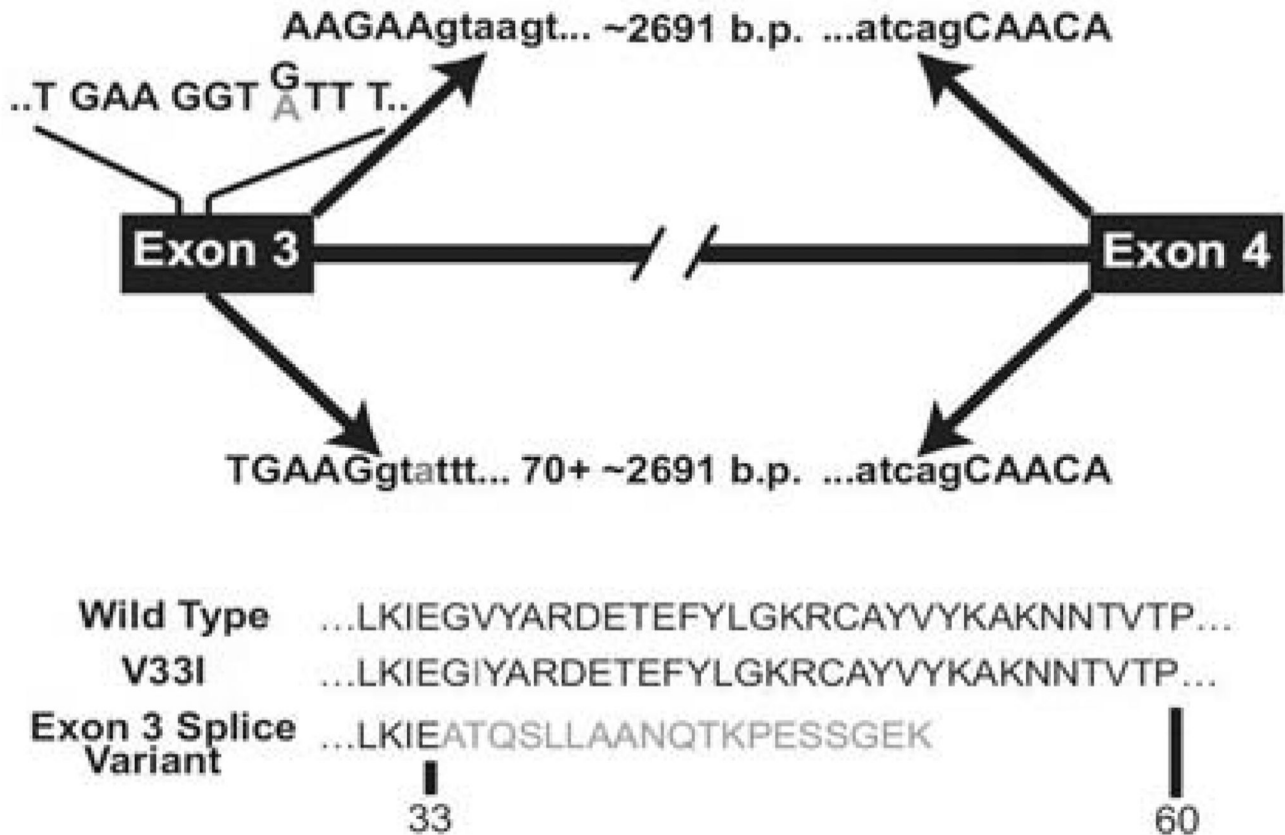 AAGAAgtaagt... ~2691 b.p. ...atcagCAACA
G
..T GAA GGT ATTT T..
Exon 3
Exon 4
TGAAGgtattt... 70+ ~2691 b.p. ...atcagCAACA
Wild Type ...LKIEGVYARDETEFYLGKRCAYVYKAKNNTVTP...
V33I ...LKIEGIYARDETEFYLGKRCAYVYKAKNNTVTP...
Exon 3 Splice Variant ...LKIEATQSLLAANQTKPESSGEK
33
60